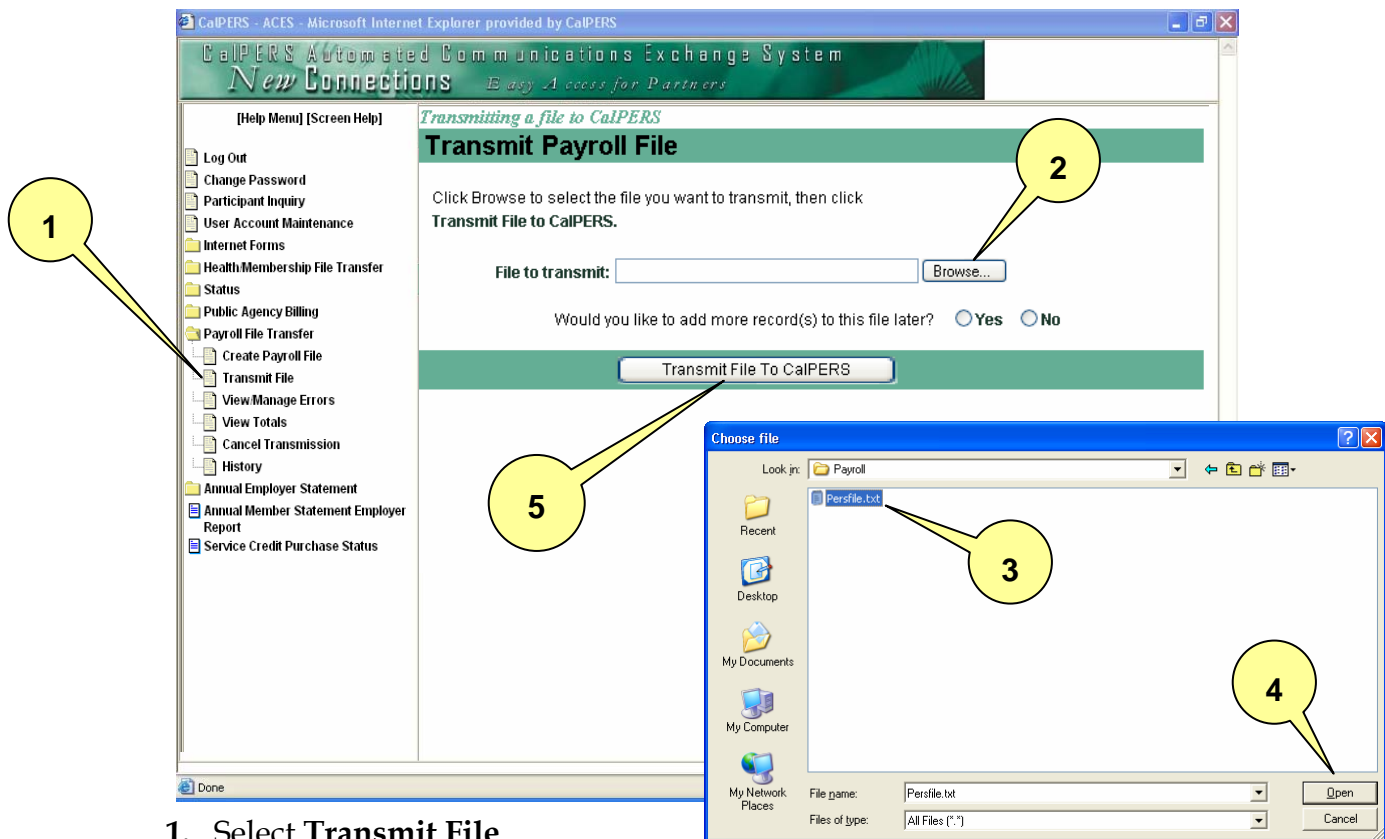 CalPERS - ACES - Microsoft Internet Explorer provided by CalPERS
CalPERS Automated Communications Exchange System
New Connections Easy Access for Partners
[Help Menu] [Screen Help]
Log Out
Change Password
Participant Inquiry
User Account Maintenance
Internet Forms
Health/Membership File Transfer
Status
Public Agency Billing
Payroll File Transfer
Create Payroll File
Transmit File
View/Manage Errors
View Totals
Cancel Transmission
History
Annual Employer Statement
Annual Member Statement Employer
Report
Service Credit Purchase Status
Transmitting a file to CalPERS
Transmit Payroll File
Click Browse to select the file you want to transmit, then click
Transmit File to CalPERS.
File to transmit: Browse...
Would you like to add more record(s) to this file later? Yes No
Transmit File To CalPERS
1
2
5
Choose file
Look in: Payroll
Persfile.txt
3
Recent
Desktop
My Documents
My Computer
My Network
Places
4
File name: Persfile.txt Open
Files of type: All Files (*.*) Cancel
Done
1. Select Transmit File